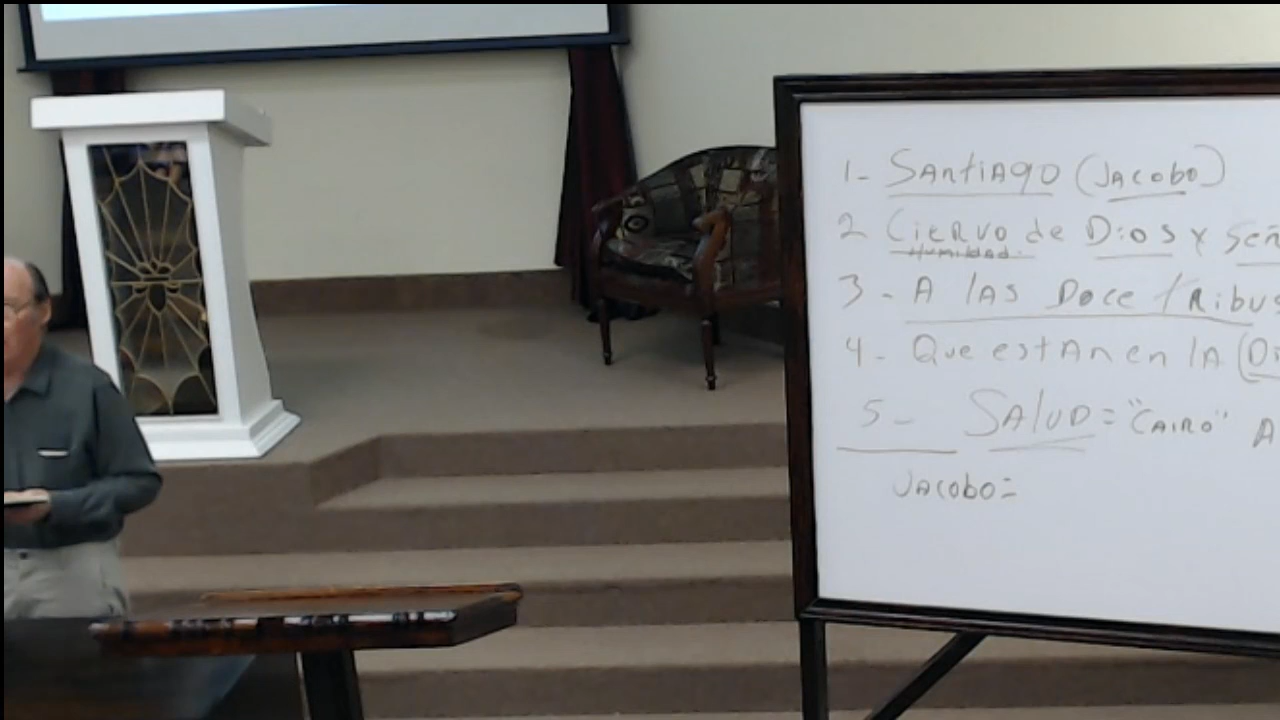 1- Santiago (Jacobo)
2 Ciervo de Dios y Señ
Humildad.
3- A las Doce tribus
4- Que estan en la (Di
5- Salud = "Cairo" A
Jacobo =